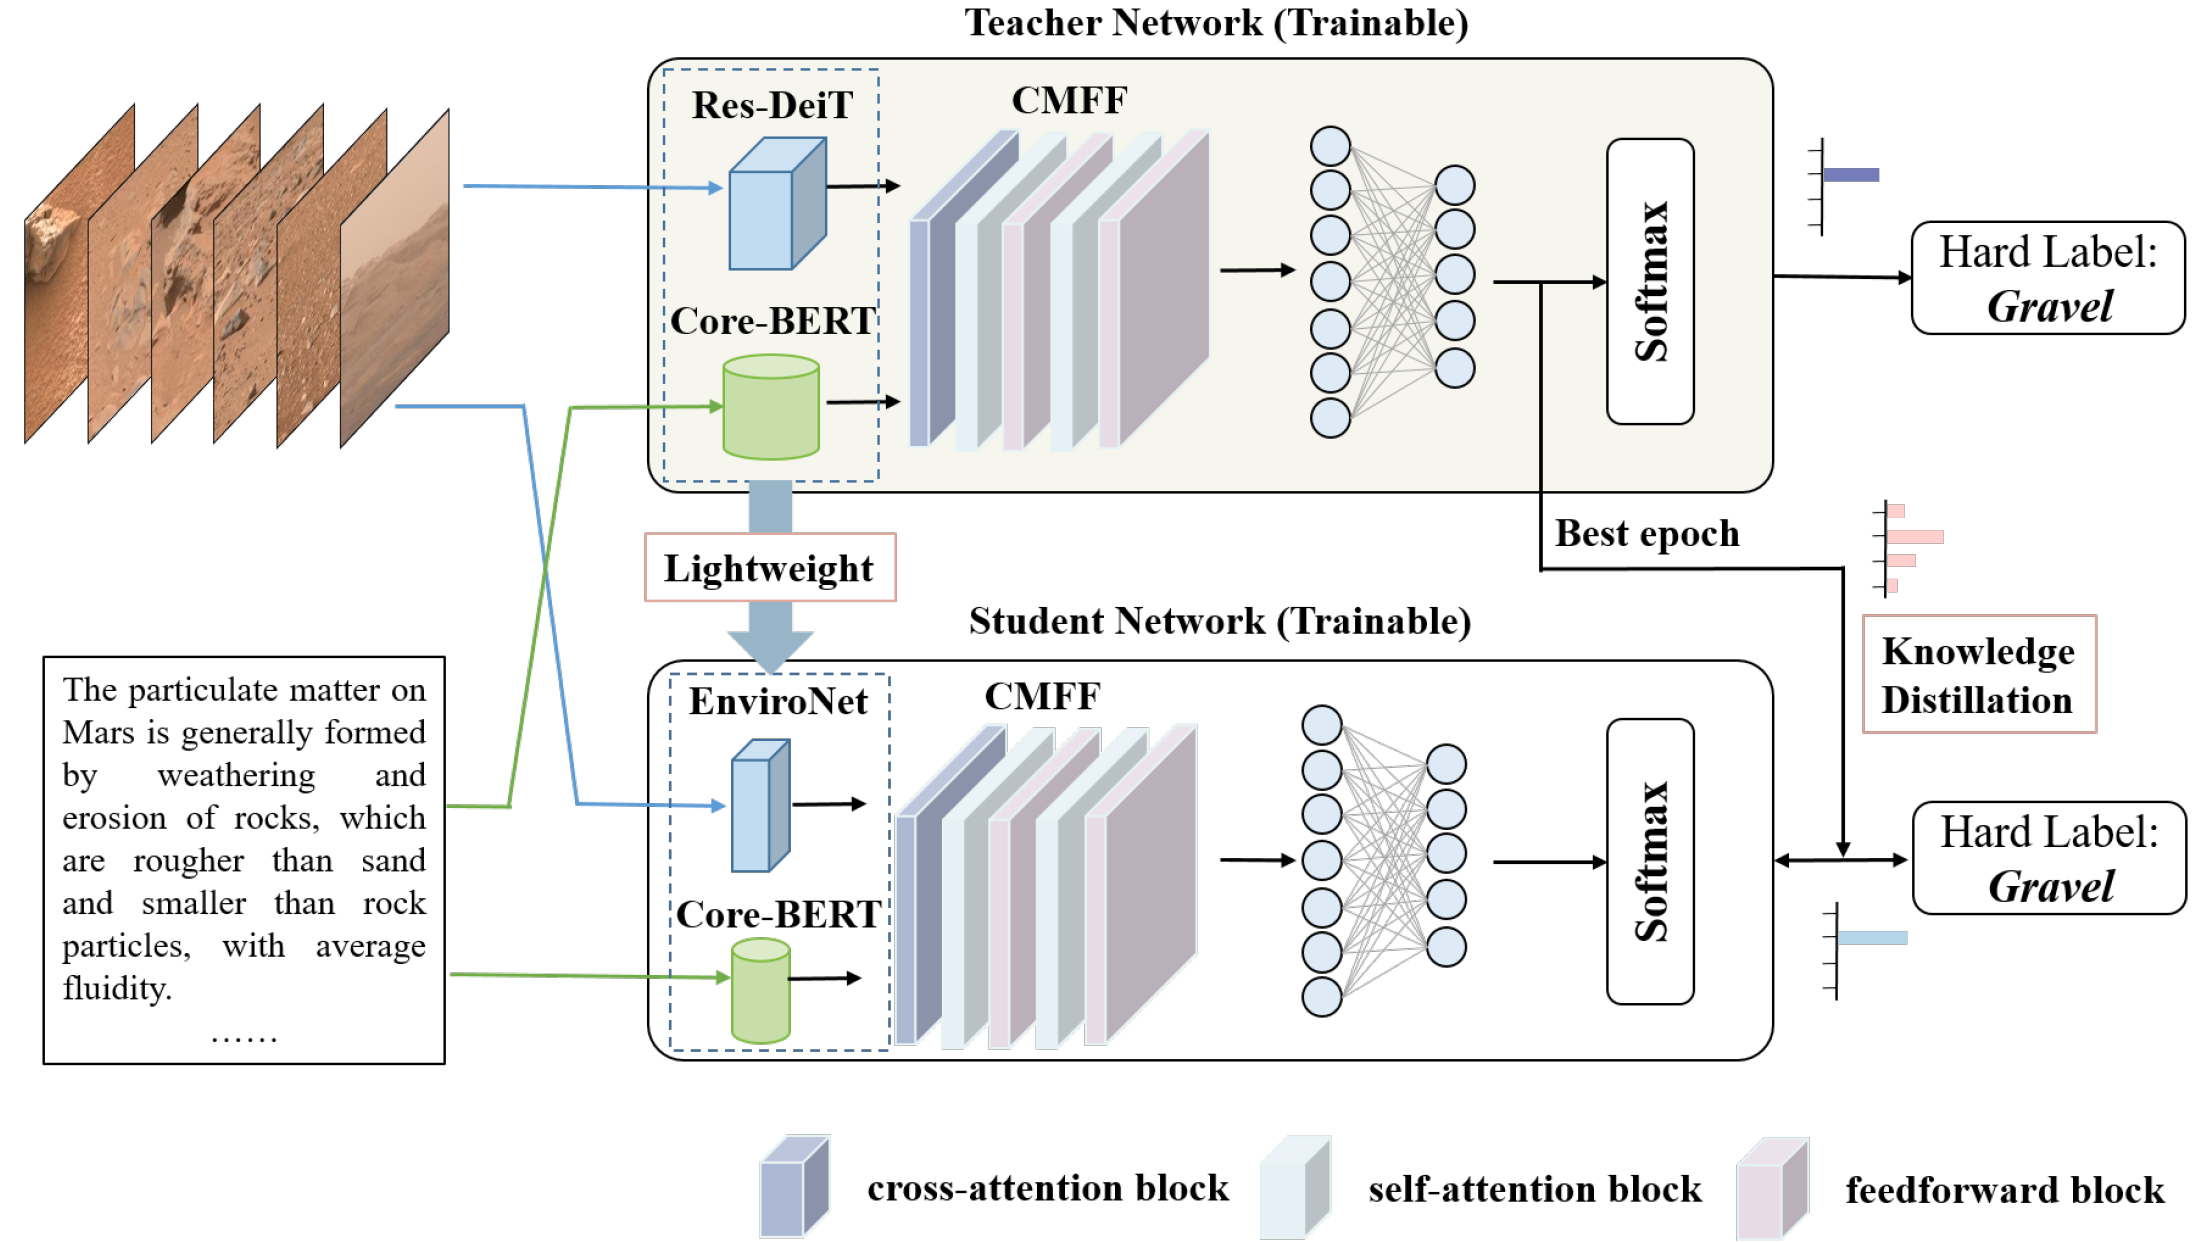 Teacher Network (Trainable)
Res-DeiT
CMFF
Core-BERT
Softmax
Hard Label:
Gravel
Lightweight
Best epoch
Knowledge
Distillation
Student Network (Trainable)
The particulate matter on
Mars is generally formed
by weathering and
erosion of rocks, which
are rougher than sand
and smaller than rock
particles, with average
fluidity.
......
EnviroNet
CMFF
Core-BERT
Softmax
Hard Label:
Gravel
cross-attention block
self-attention block
feedforward block